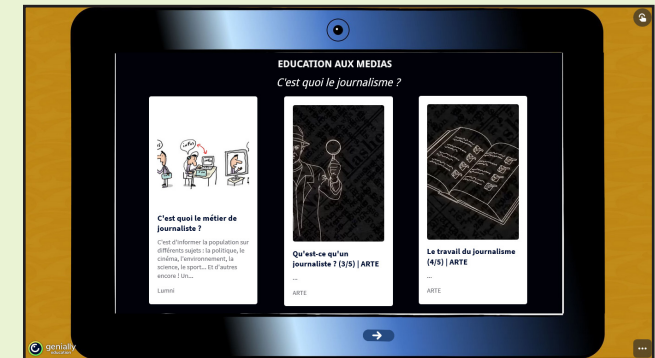 EDUCATION AUX MEDIAS
C'est quoi le journalisme ?
infos
C'est quoi le métier de
journaliste ?
C'est d'informer la population sur
différents sujets : la politique, le
cinéma, l'environnement, la
science, le sport... Et d'autres
encore ! Un...
Lumni
Qu'est-ce qu'un
journaliste ? (3/5) | ARTE
...
ARTE
Le travail du journalisme
(4/5) | ARTE
...
ARTE
genially
education